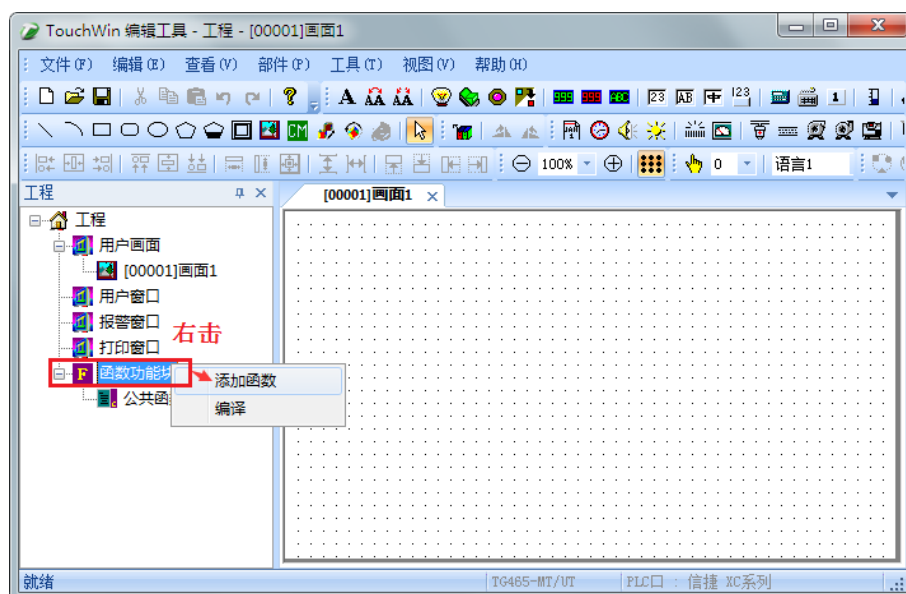 TouchWin 编辑工具 - 工程 - [00001]画面1
文件(F) 编辑(E) 查看(V) 部件(P) 工具(T) 视图(V) 帮助(H)
100% 0 语言1
工程
[00001]画面1
工程
用户画面
[00001]画面1
用户窗口
报警窗口
右击
打印窗口
函数功能块
添加函数
公共函
编译
就绪 TG465-MT/UT PLC口 : 信捷 XC系列